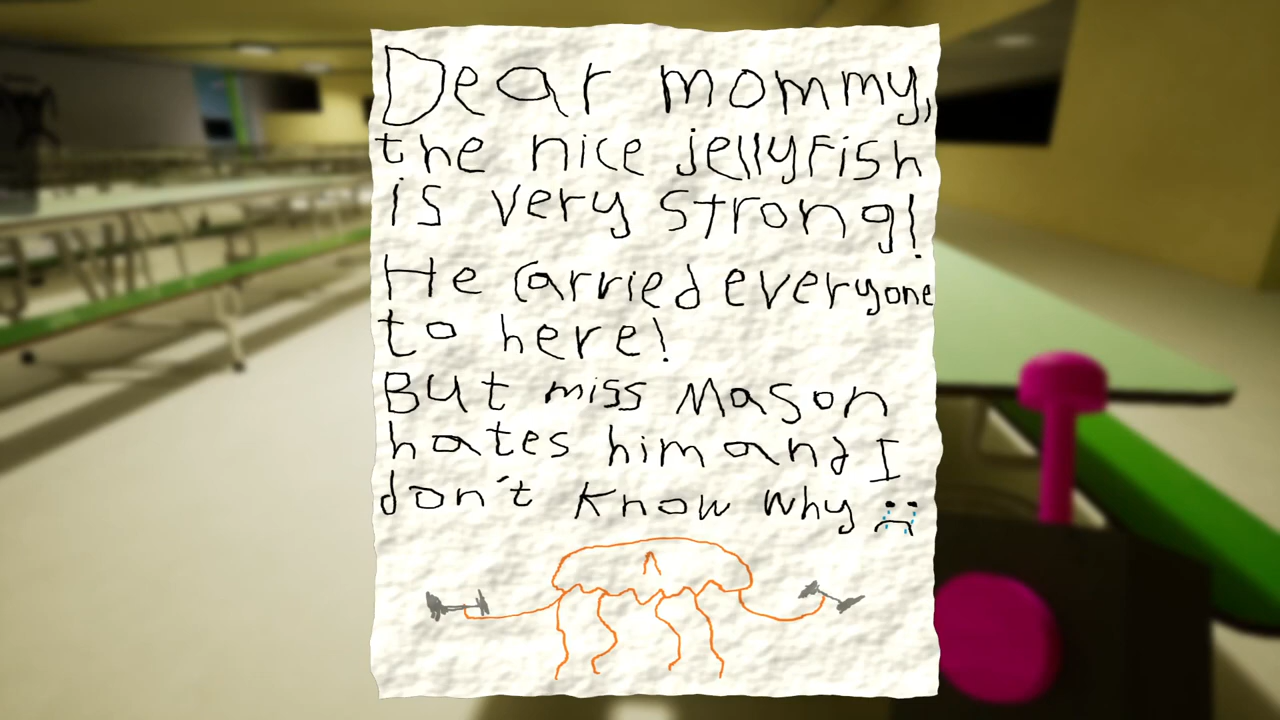 Dear mommy,
the nice jellyfish
is very strong!
He carried everyone
to here!
But miss Mason
hates him and I
don't know why